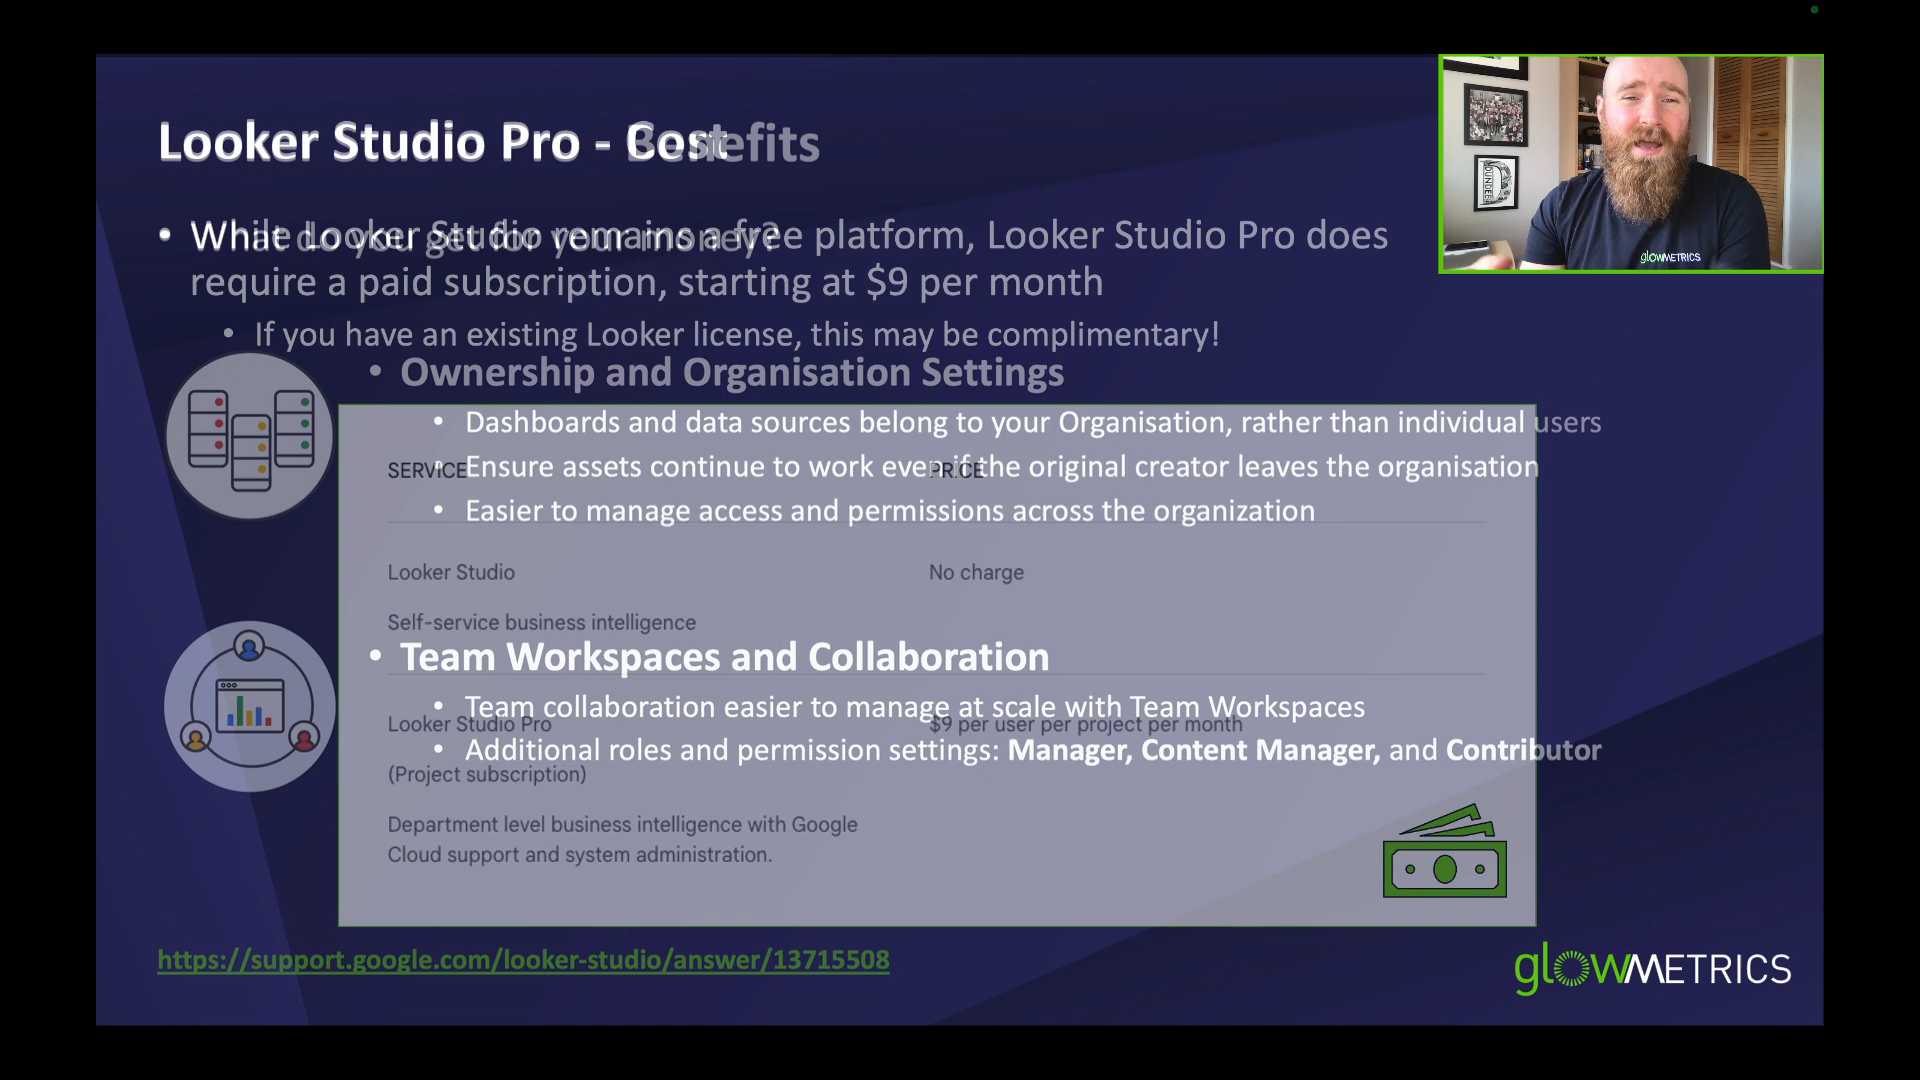 Looker Studio Pro - Cost
Looker Studio Pro - Benefits
• While Looker Studio remains a free platform, Looker Studio Pro does
require a paid subscription, starting at $9 per month
• If you have an existing Looker license, this may be complimentary!
• What do you get for your money?
• Ownership and Organisation Settings
• Dashboards and data sources belong to your Organisation, rather than individual users
• Ensure assets continue to work even if the original creator leaves the organisation
• Easier to manage access and permissions across the organization
SERVICE PRICE
Looker Studio No charge
Self-service business intelligence
• Team Workspaces and Collaboration
• Team collaboration easier to manage at scale with Team Workspaces
• Additional roles and permission settings: Manager, Content Manager, and Contributor
Looker Studio Pro $9 per user per project per month
(Project subscription)
Department level business intelligence with Google
Cloud support and system administration.
https://support.google.com/looker-studio/answer/13715508
glowMETRICS
glowMETRICS
DUNDEE